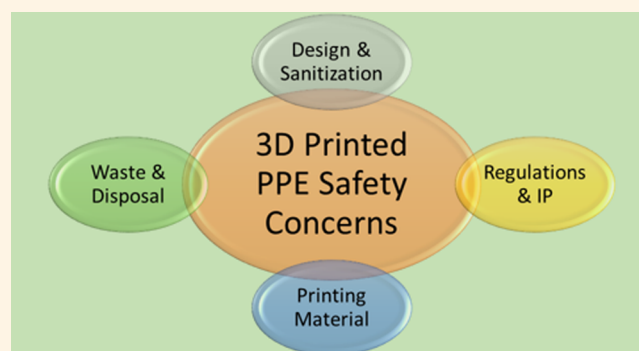 Design &
Sanitization
3D Printed
PPE Safety
Concerns
Waste &
Disposal
Regulations
& IP
Printing
Material